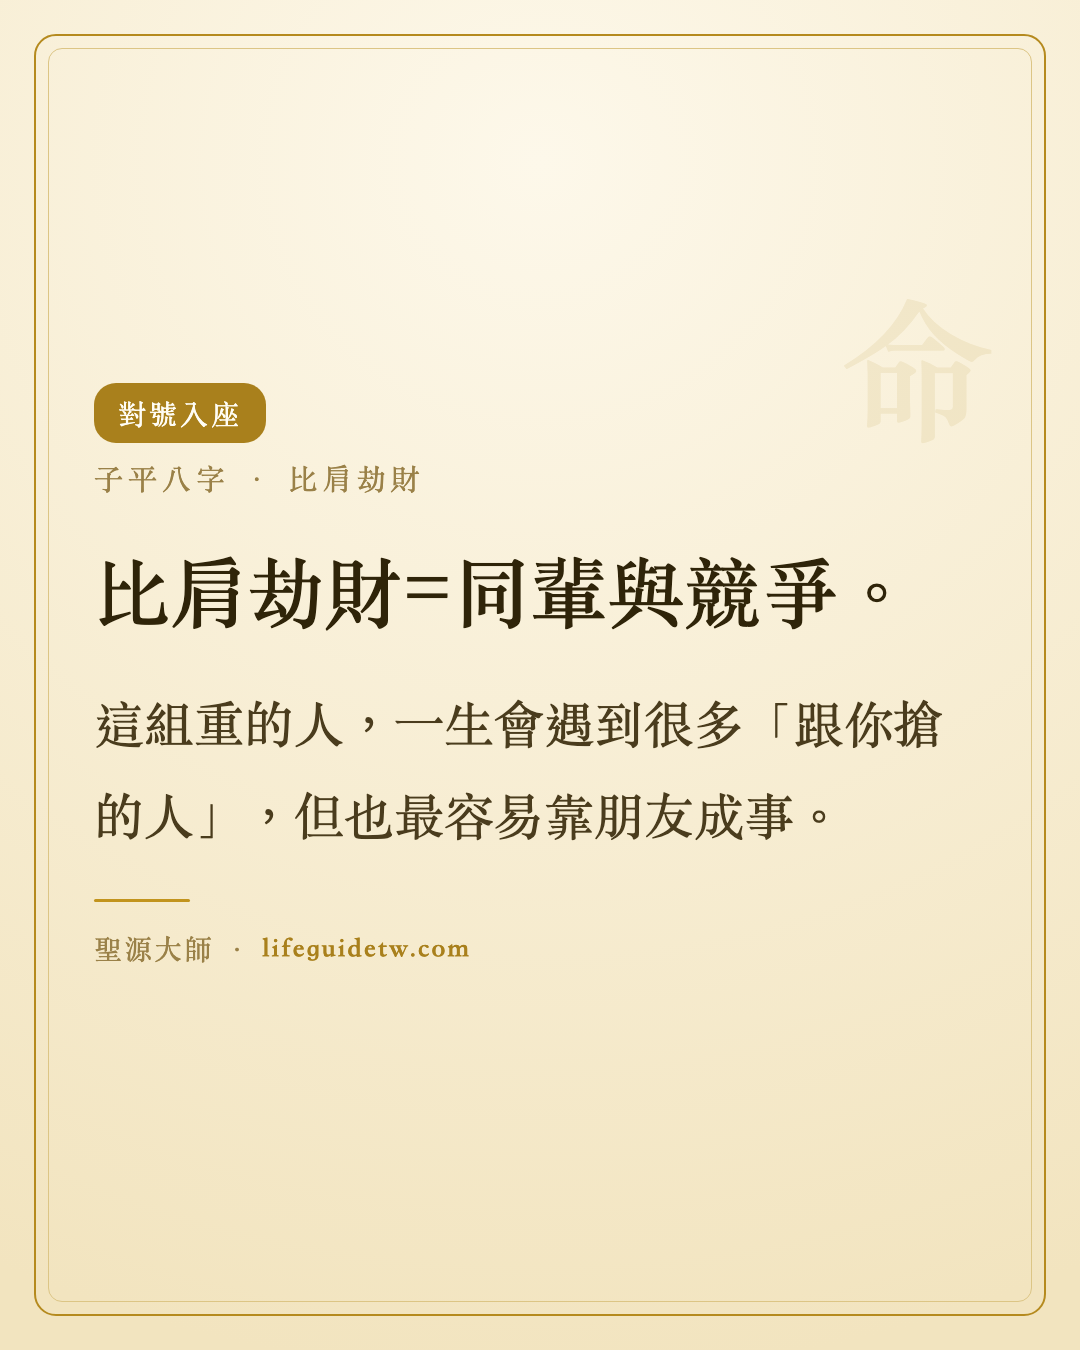 命
對號入座
子平八字 · 比肩劫財
比肩劫財=同輩與競爭。
這組重的人，一生會遇到很多「跟你搶
的人」，但也最容易靠朋友成事。
聖源大師 · lifeguidetw.com